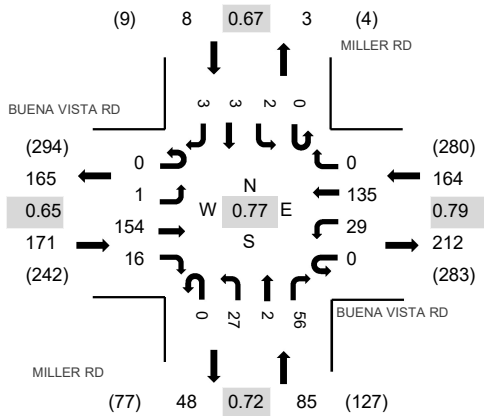 (9) 8 0.67 3 (4)
MILLER RD
BUENA VISTA RD
3 3 2 0
(294) 0 0 (280)
165 1 N 135 164
0.65 W 0.77 E 0.79
154 S 29
171 16 0 212
(242) (283)
0 27 2 56
BUENA VISTA RD
MILLER RD
(77) 48 0.72 85 (127)